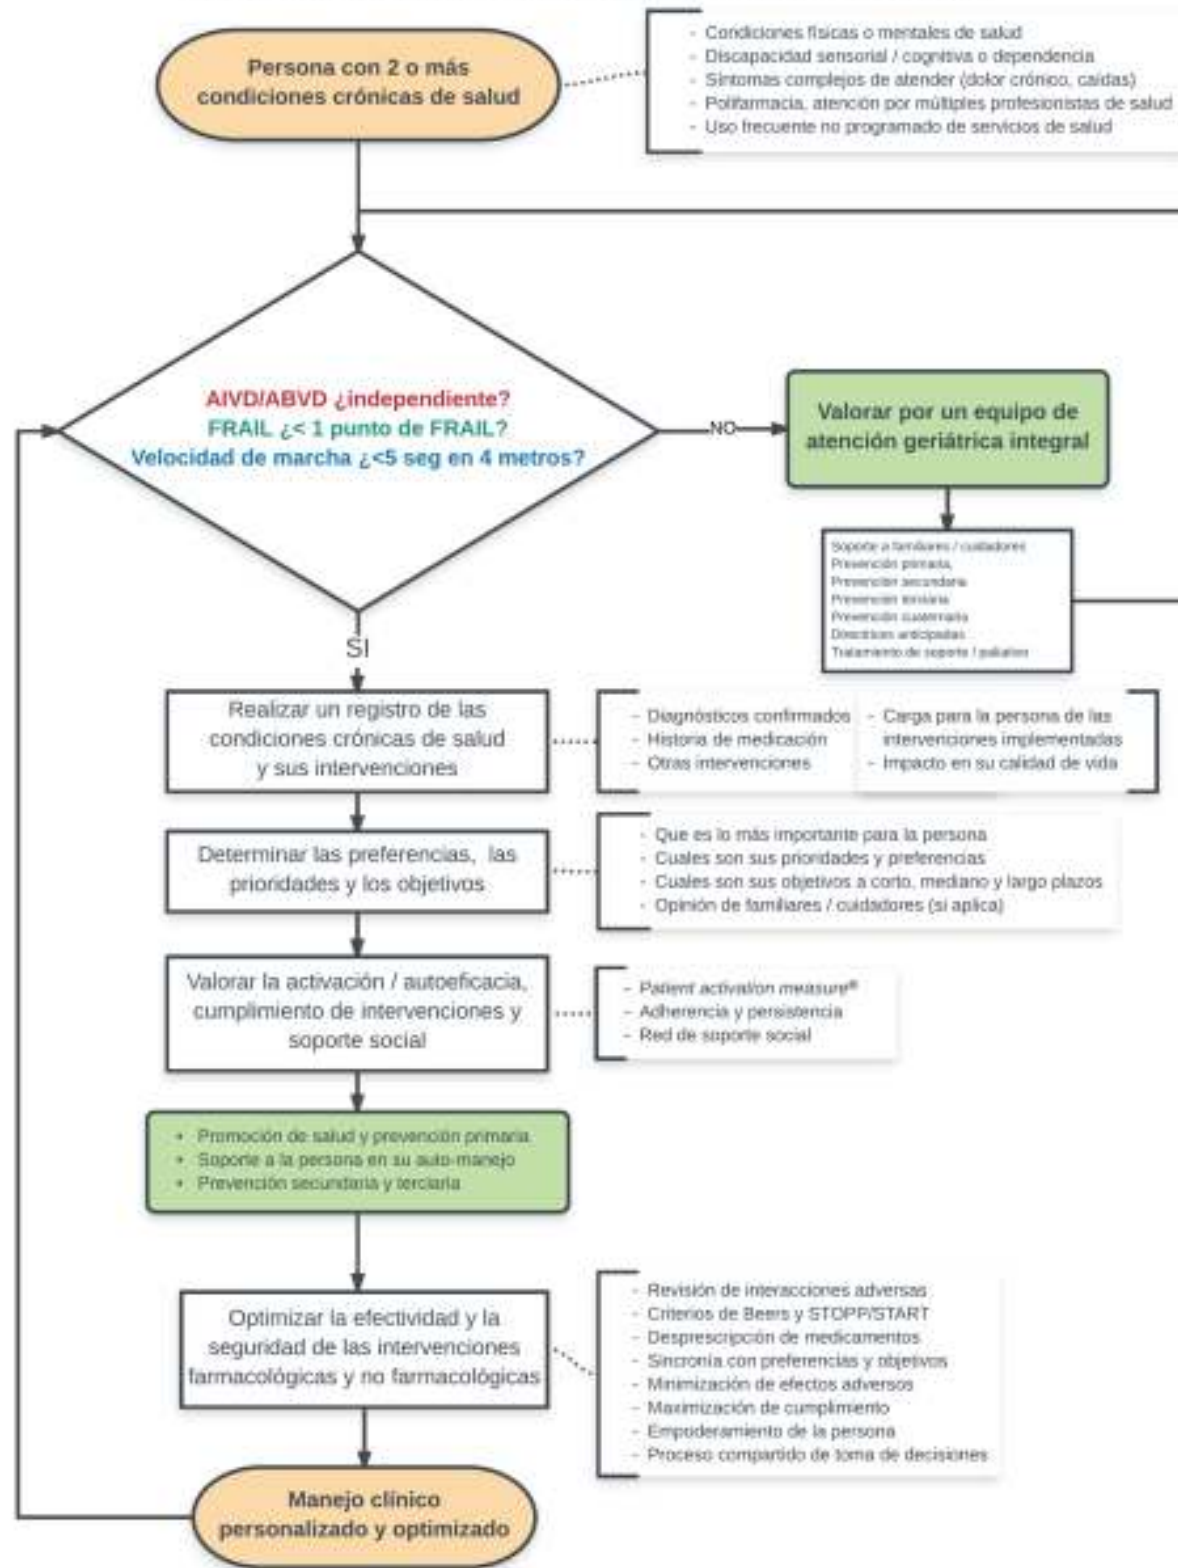 Persona con 2 o más
condiciones crónicas de salud
- Condiciones físicas o mentales de salud
- Discapacidad sensorial / cognitiva o dependencia
- Síntomas complejos de atender (dolor crónico, caídas)
- Polifarmacia, atención por múltiples profesionistas de salud
- Uso frecuente no programado de servicios de salud
AIVD/ABVD ¿independiente?
FRAIL ¿< 1 punto de FRAIL?
Velocidad de marcha ¿<5 seg en 4 metros?
NO
Valorar por un equipo de
atención geriátrica integral
Soporte a familiares / cuidadores
Prevención primaria,
Prevención secundaria
Prevención terciaria
Prevención cuaternaria
Directrices anticipadas
Tratamiento de soporte / paliativo
SI
Realizar un registro de las
condiciones crónicas de salud
y sus intervenciones
- Diagnósticos confirmados
- Historia de medicación
- Otras intervenciones
- Carga para la persona de las
intervenciones implementadas
- Impacto en su calidad de vida
Determinar las preferencias, las
prioridades y los objetivos
- Que es lo más importante para la persona
- Cuales son sus prioridades y preferencias
- Cuales son sus objetivos a corto, mediano y largo plazos
- Opinión de familiares / cuidadores (si aplica)
Valorar la activación / autoeficacia,
cumplimiento de intervenciones y
soporte social
- Patient activation measure®
- Adherencia y persistencia
- Red de soporte social
• Promoción de salud y prevención primaria
• Soporte a la persona en su auto-manejo
• Prevención secundaria y terciaria
Optimizar la efectividad y la
seguridad de las intervenciones
farmacológicas y no farmacológicas
- Revisión de interacciones adversas
- Criterios de Beers y STOPP/START
- Desprescripción de medicamentos
- Sincronía con preferencias y objetivos
- Minimización de efectos adversos
- Maximización de cumplimiento
- Empoderamiento de la persona
- Proceso compartido de toma de decisiones
Manejo clínico
personalizado y optimizado